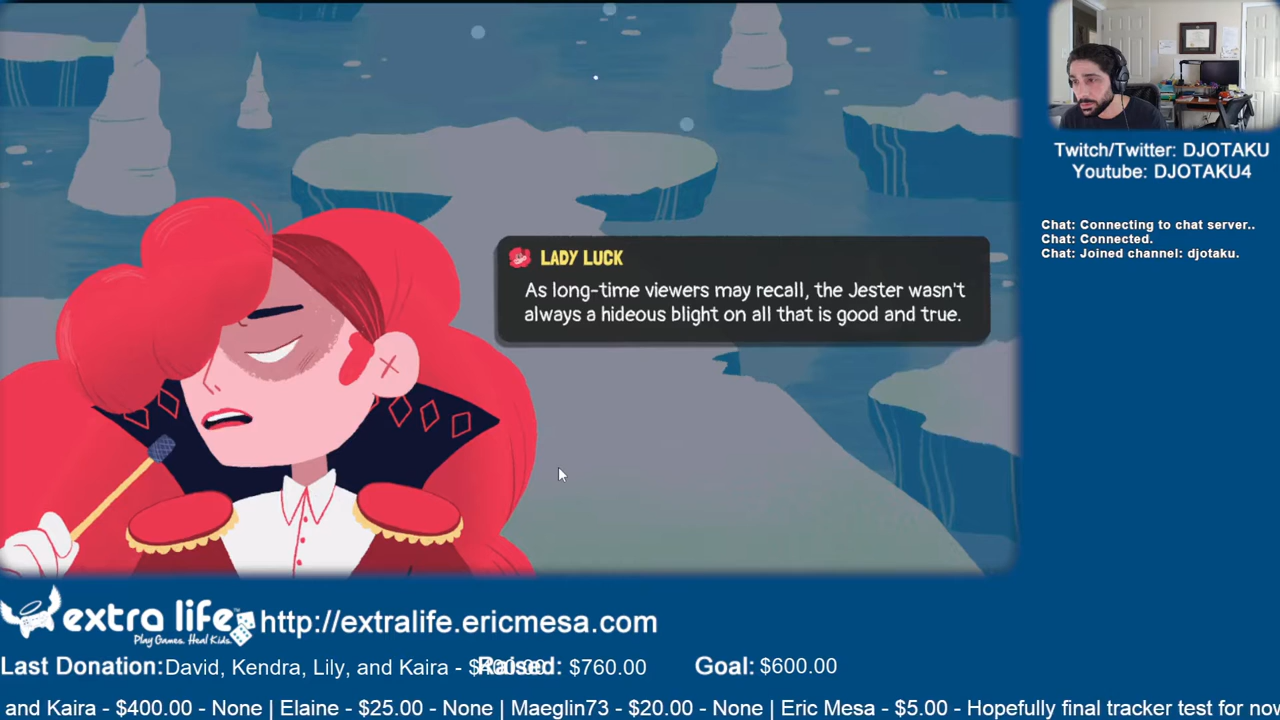 LADY LUCK
As long-time viewers may recall, the Jester wasn't
always a hideous blight on all that is good and true.
Twitch/Twitter: DJOTAKU
Youtube: DJOTAKU4
Chat: Connecting to chat server..
Chat: Connected.
Chat: Joined channel: djotaku.
extra life
Play Games. Heal Kids.
http://extralife.ericmesa.com
Last Donation: David, Kendra, Lily, and Kaira - Raised: $760.00 Goal: $600.00
and Kaira - $400.00 - None | Elaine - $25.00 - None | Maeglin73 - $20.00 - None | Eric Mesa - $5.00 - Hopefully final tracker test for now